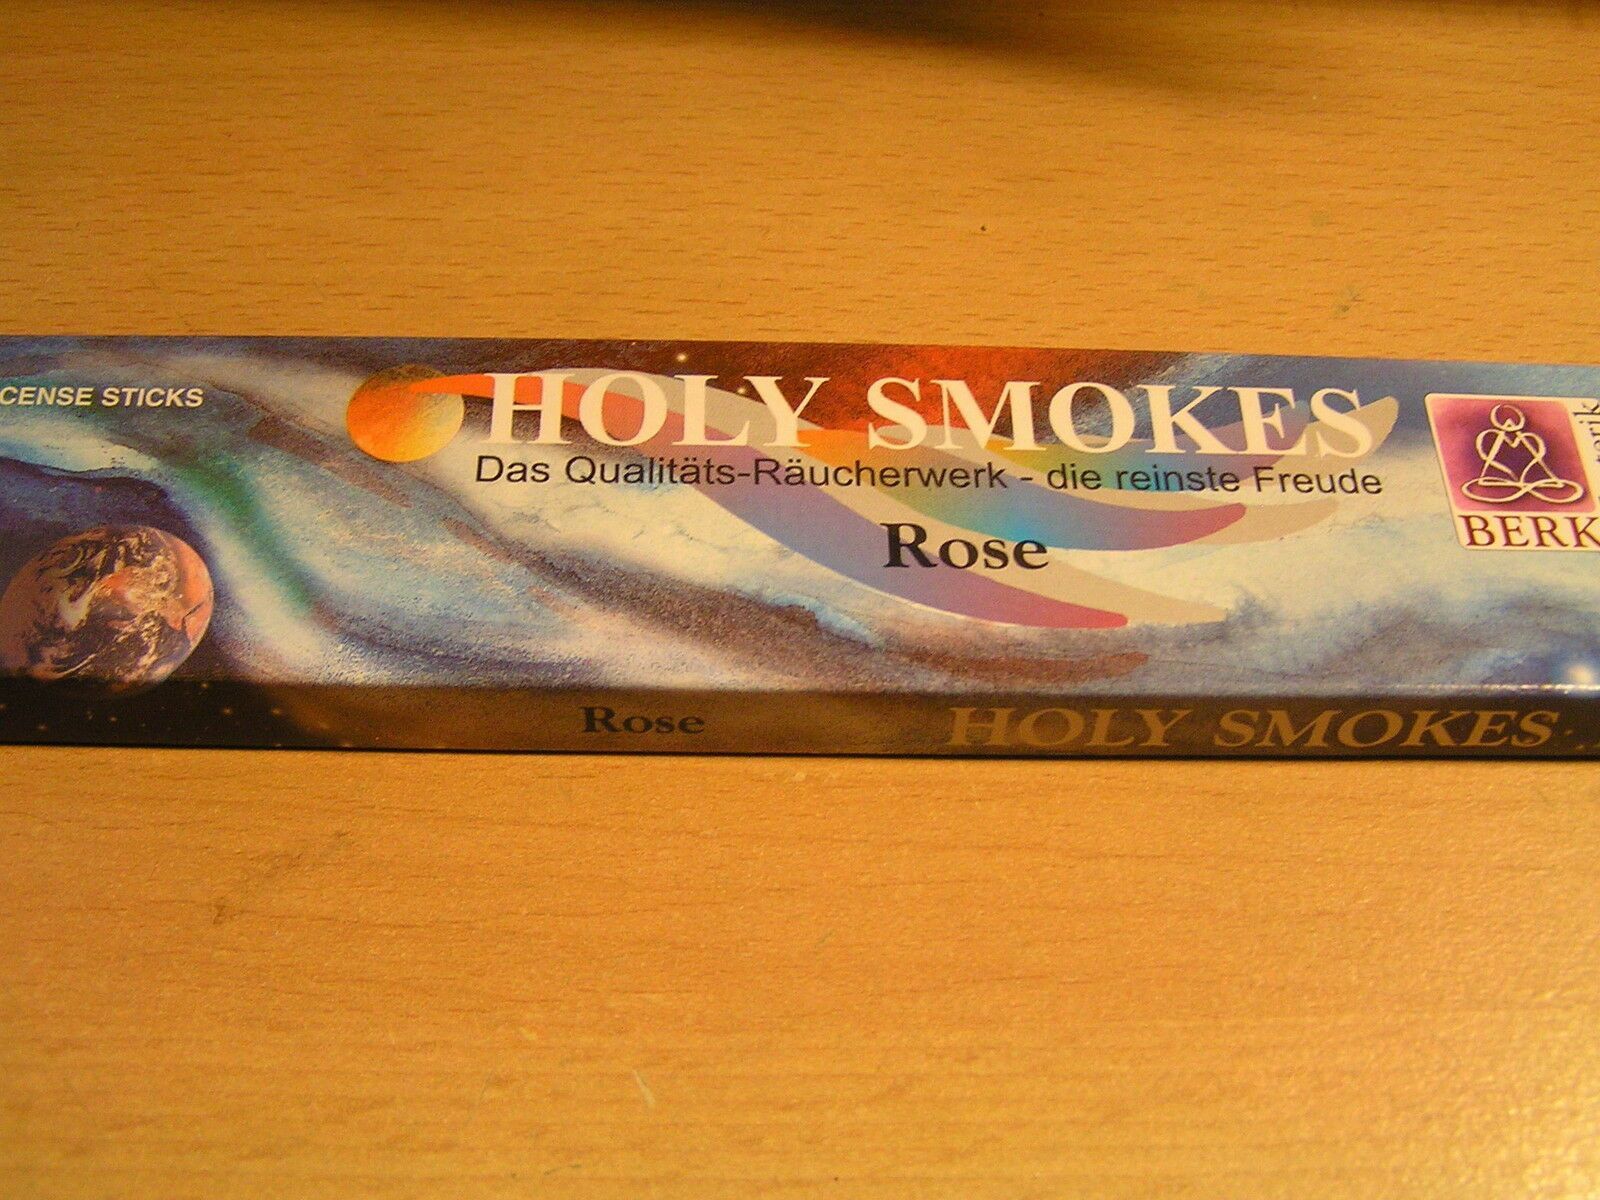 CENSE STICKS
HOLY SMOKES
Das Qualitäts-Räucherwerk - die reinste Freude
Rose
BERK
Rose
HOLY SMOKES